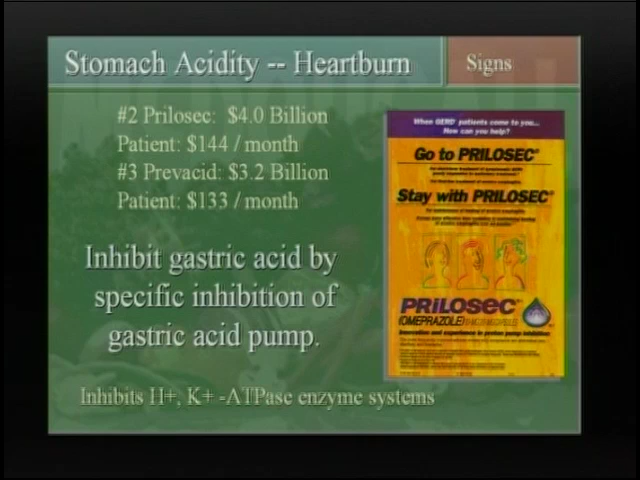 Stomach Acidity -- Heartburn
Signs
#2 Prilosec: $4.0 Billion
Patient: $144 / month
#3 Prevacid: $3.2 Billion
Patient: $133 / month
Inhibit gastric acid by
specific inhibition of
gastric acid pump.
Inhibits H+, K+ -ATPase enzyme systems
When GERD patients come to you...
How can you help?
Go to PRILOSEC
Stay with PRILOSEC
PRILOSEC
(OMEPRAZOLE)